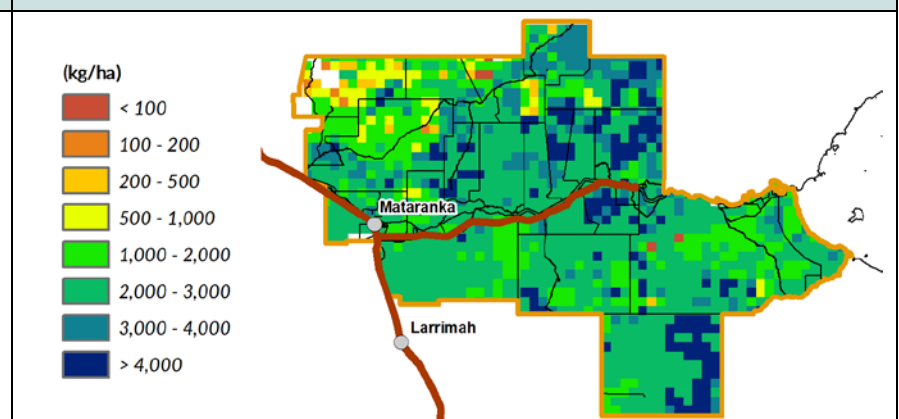 (kg/ha)
< 100
100 - 200
200 - 500
500 - 1,000
1,000 - 2,000
2,000 - 3,000
3,000 - 4,000
> 4,000
Mataranka
Larrimah